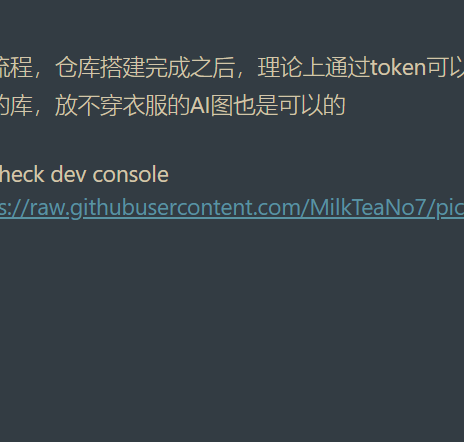 流程，仓库搭建完成之后，理论上通过token可以
的库，放不穿衣服的AI图也是可以的
heck dev console
s://raw.githubusercontent.com/MilkTeaNo7/pic